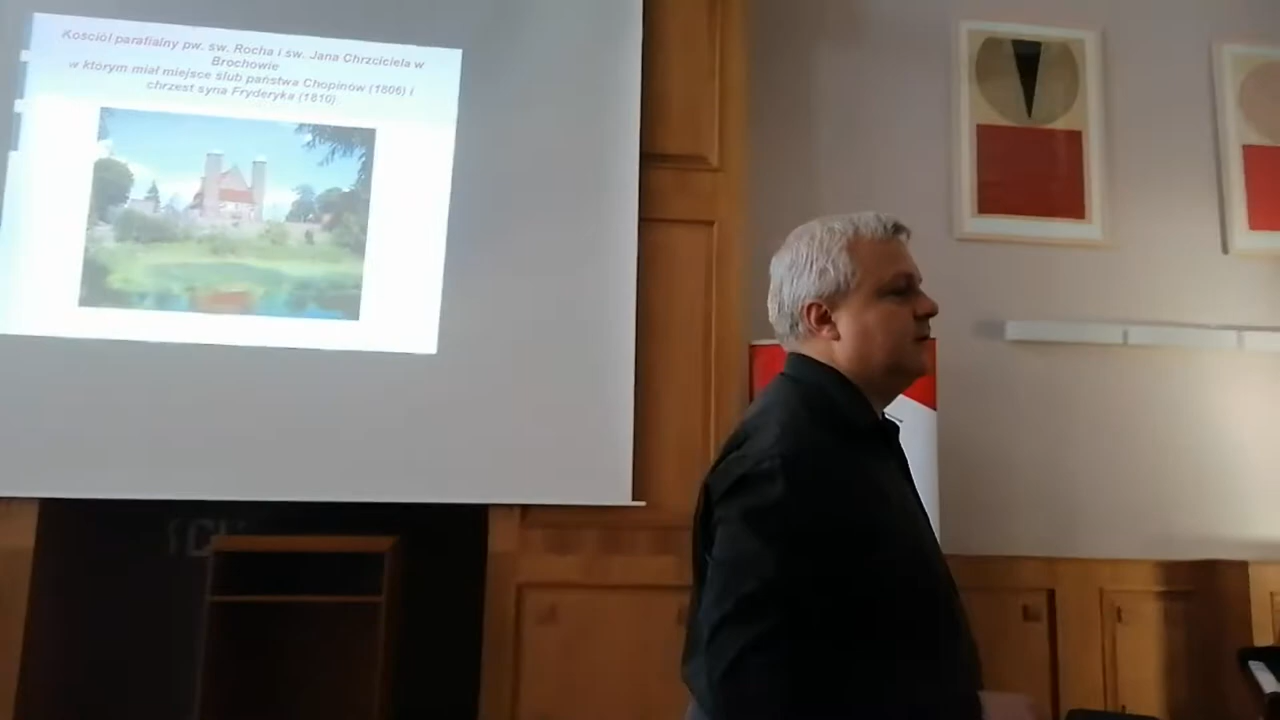 Kościół parafialny pw. św. Rocha i św. Jana Chrzciciela w
Brochowie
w którym miał miejsce ślub państwa Chopinów (1806) i
chrzest syna Fryderyka (1810)